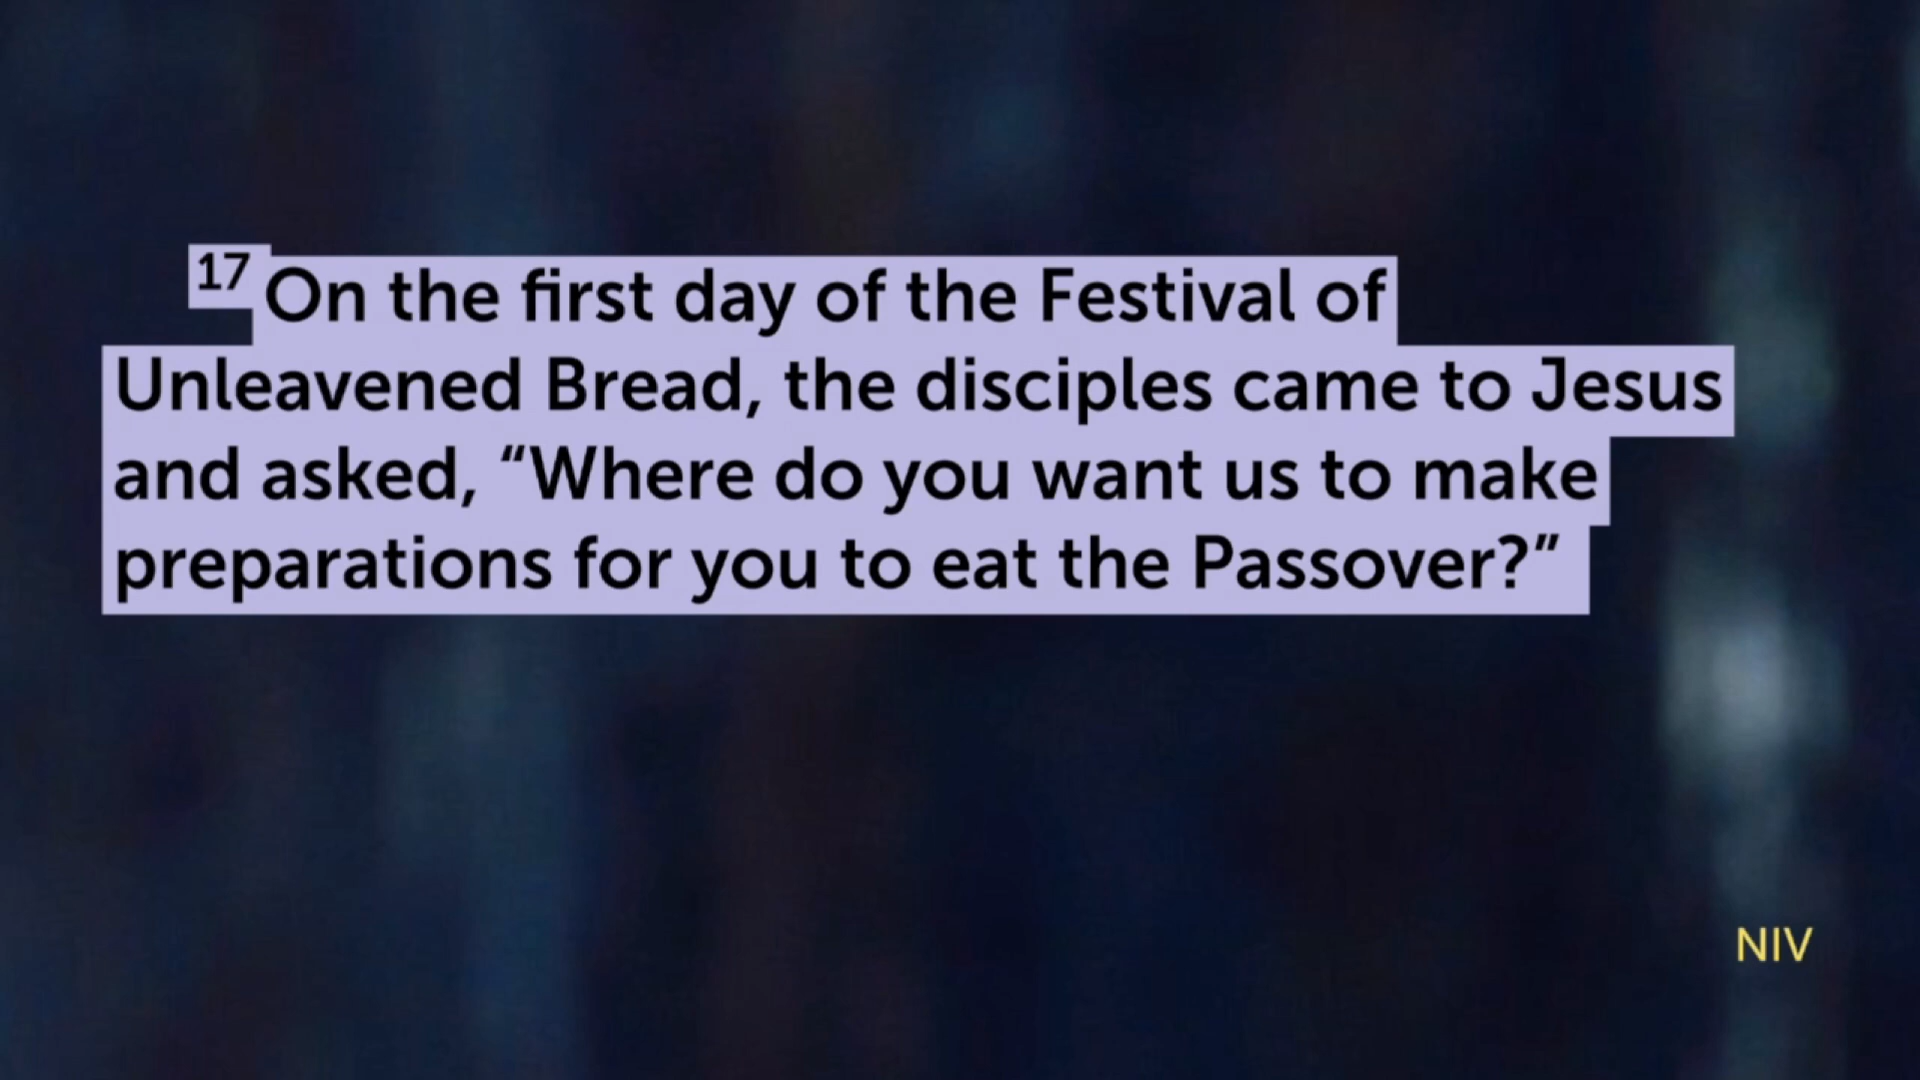 17 On the first day of the Festival of
Unleavened Bread, the disciples came to Jesus
and asked, “Where do you want us to make
preparations for you to eat the Passover?”
NIV